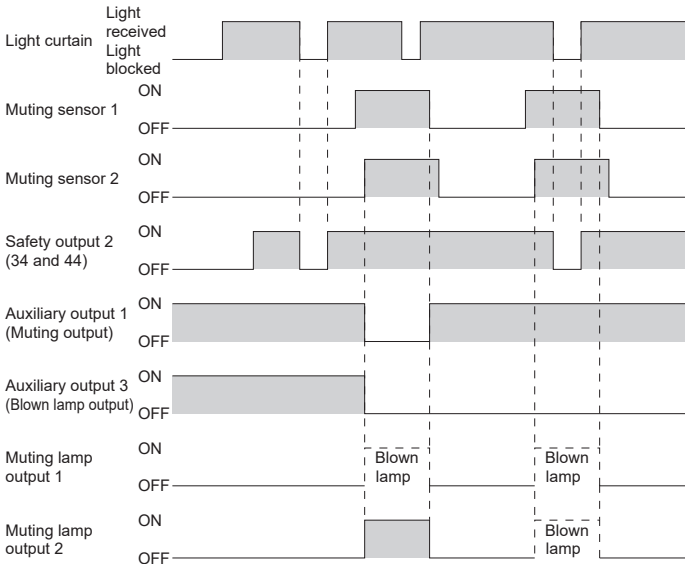 Light curtain
Light
received
Light
blocked
Muting sensor 1
ON
OFF
Muting sensor 2
ON
OFF
Safety output 2
(34 and 44)
ON
OFF
Auxiliary output 1
(Muting output)
ON
OFF
Auxiliary output 3
(Blown lamp output)
ON
OFF
Muting lamp
output 1
ON
OFF
Blown
lamp
Blown
lamp
Muting lamp
output 2
ON
OFF
Blown
lamp